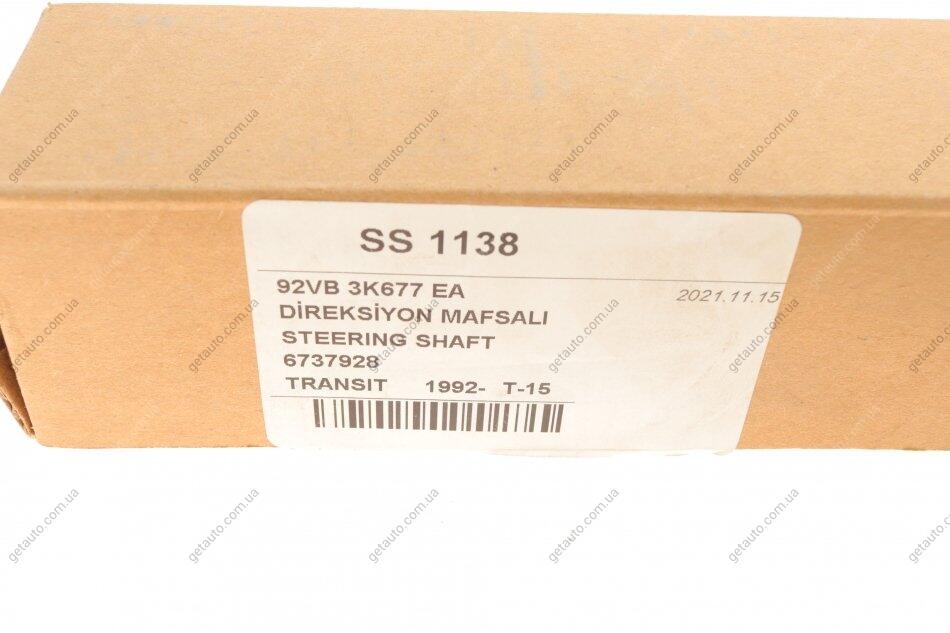 SS 1138
92VB 3K677 EA
2021.11.15
DİREKSİYON MAFSALI
STEERING SHAFT
6737928
TRANSIT 1992- T-15
getauto.com.ua